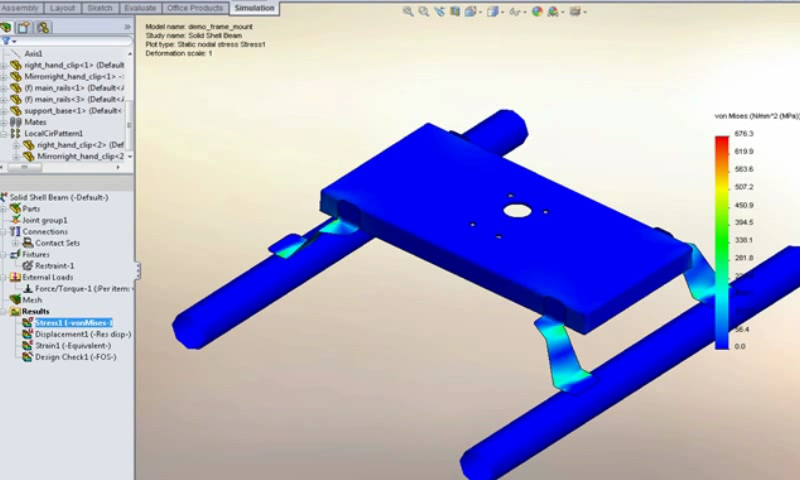 Assembly Layout Sketch Evaluate Office Products Simulation
Model name: demo_frame_mount
Study name: Solid Shell Beam
Plot type: Static nodal stress Stress1
Deformation scale: 1
Axis1
right_hand_clip<1> (Default
Mirrorright_hand_clip<1> ->
(f) main_rails<1> (Default<
(f) main_rails<3> (Default<
support_base<1> (Default<
Mates
LocalCirPattern1
right_hand_clip<2> (Def
Mirrorright_hand_clip<2
Solid Shell Beam (-Default-)
Parts
Joint group1
Connections
Contact Sets
Fixtures
Restraint-1
External Loads
Force/Torque-1 (:Per item:
Mesh
Results
Stress1 (-vonMises-)
Displacement1 (-Res disp-)
Strain1 (-Equivalent-)
Design Check1 (-FOS-)
von Mises (N/mm^2 (MPa))
676.3
619.9
563.6
507.2
450.9
394.5
338.1
281.8
56.4
0.0